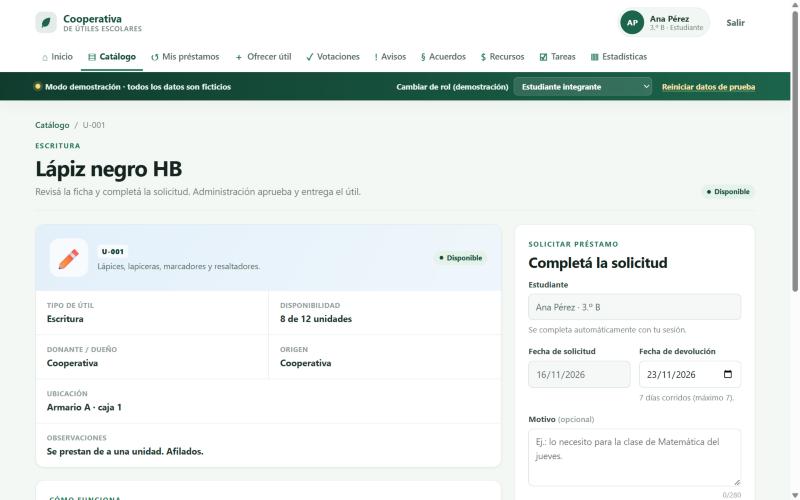 Cooperativa
DE ÚTILES ESCOLARES
AP
Ana Pérez
3.º B · Estudiante
Salir
Inicio
Catálogo
Mis préstamos
+ Ofrecer útil
✓ Votaciones
! Avisos
§ Acuerdos
$ Recursos
Tareas
Estadísticas
Modo demostración · todos los datos son ficticios
Cambiar de rol (demostración)
Estudiante integrante
Reiniciar datos de prueba
Catálogo / U-001
ESCRITURA
Lápiz negro HB
Revisá la ficha y completá la solicitud. Administración aprueba y entrega el útil.
Disponible
U-001
Lápices, lapiceras, marcadores y resaltadores.
Disponible
TIPO DE ÚTIL
Escritura
DISPONIBILIDAD
8 de 12 unidades
DONANTE / DUEÑO
Cooperativa
ORIGEN
Cooperativa
UBICACIÓN
Armario A · caja 1
OBSERVACIONES
Se prestan de a una unidad. Afilados.
CÓMO FUNCIONA
SOLICITAR PRÉSTAMO
Completá la solicitud
Estudiante
Ana Pérez · 3.º B
Se completa automáticamente con tu sesión.
Fecha de solicitud
16/11/2026
Fecha de devolución
23/11/2026
7 días corridos (máximo 7).
Motivo (opcional)
Ej.: lo necesito para la clase de Matemática del
jueves.
0/280